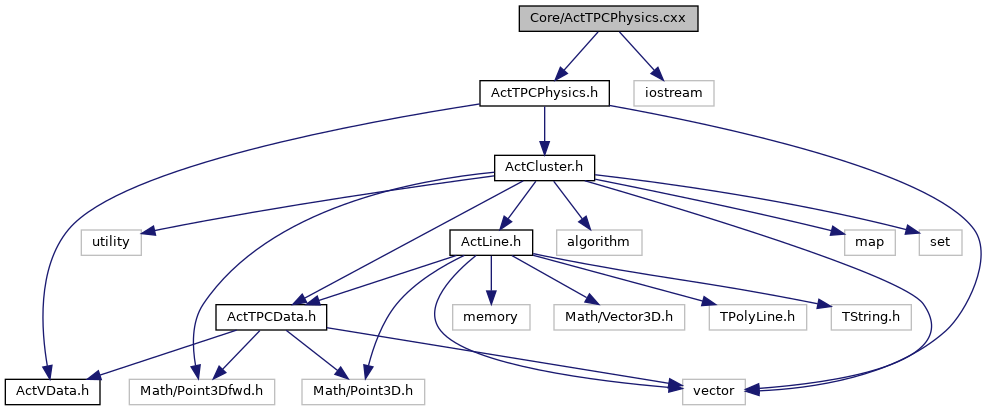 Core/ActTPCPhysics.cxx
ActTPCPhysics.h
iostream
ActCluster.h
utility
ActLine.h
algorithm
map
set
ActTPCData.h
memory
Math/Vector3D.h
TPolyLine.h
TString.h
ActVData.h
Math/Point3Dfwd.h
Math/Point3D.h
vector